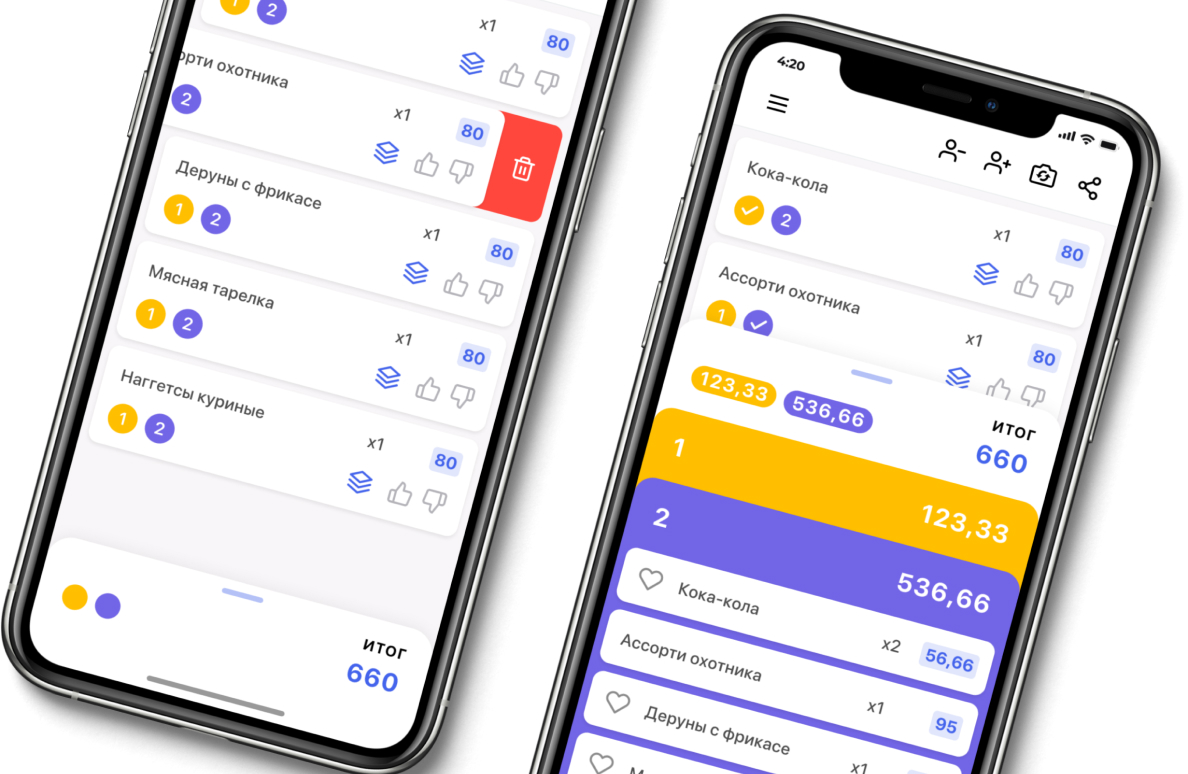 1 2
x1
80
орти охотника
2
x1
80
Деруны с фрикасе
1 2
x1
80
Мясная тарелка
1 2
x1
80
Наггетсы куриные
1 2
x1
80
ИТОГ
660
4:20
Кока-кола
2
x1
80
Ассорти охотника
1
x1
80
123,33 536,66
ИТОГ
660
1
123,33
2
536,66
Кока-кола
x2
56,66
Ассорти охотника
x1
95
Деруны с фрикасе
x1